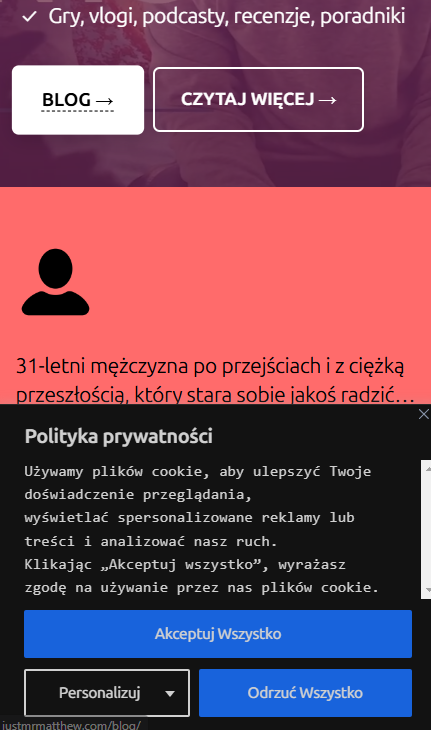 Gry, vlogi, podcasty, recenzje, poradniki
BLOG → CZYTAJ WIĘCEJ →
31-letni mężczyzna po przejściach i z ciężką
przeszłością, który stara sobie jakoś radzić…
Polityka prywatności
Używamy plików cookie, aby ulepszyć Twoje
doświadczenie przeglądania,
wyświetlać spersonalizowane reklamy lub
treści i analizować nasz ruch.
Klikając „Akceptuj wszystko”, wyrażasz
zgodę na używanie przez nas plików cookie.
Akceptuj Wszystko
Personalizuj Odrzuć Wszystko
justmrmatthew.com/blog/